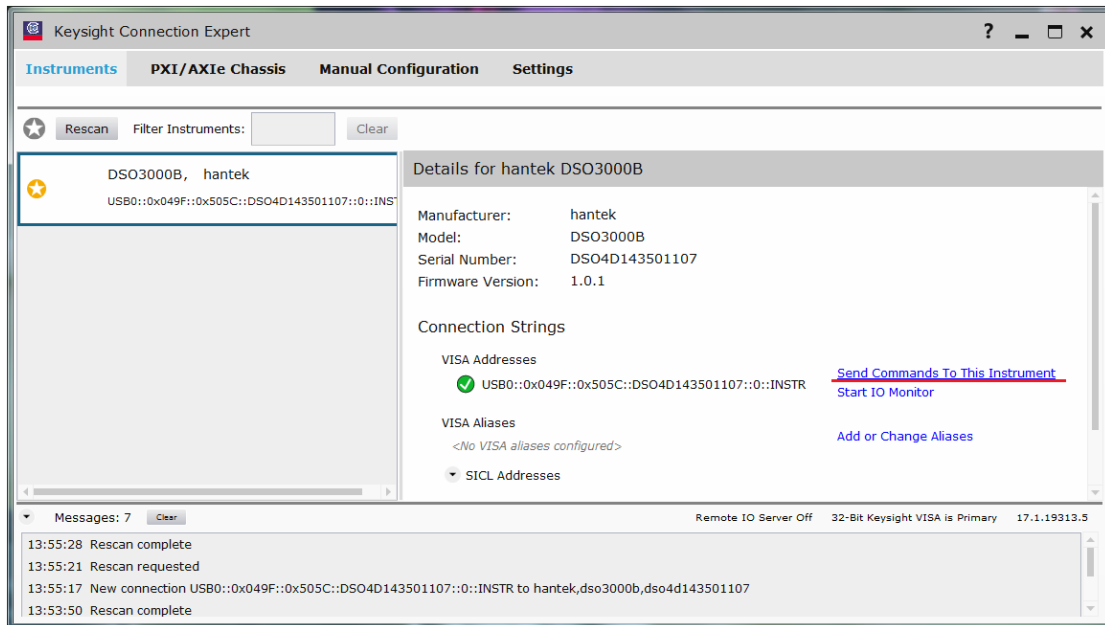 Keysight Connection Expert
Instruments PXI/AXIe Chassis Manual Configuration Settings
Rescan Filter Instruments: Clear
DSO3000B, hantek
USB0::0x049F::0x505C::DSO4D143501107::0::INST
Details for hantek DSO3000B
Manufacturer: hantek
Model: DSO3000B
Serial Number: DSO4D143501107
Firmware Version: 1.0.1
Connection Strings
VISA Addresses
USB0::0x049F::0x505C::DSO4D143501107::0::INSTR
Send Commands To This Instrument
Start IO Monitor
VISA Aliases
<No VISA aliases configured>
Add or Change Aliases
SICL Addresses
Messages: 7 Clear Remote IO Server Off 32-Bit Keysight VISA is Primary 17.1.19313.5
13:55:28 Rescan complete
13:55:21 Rescan requested
13:55:17 New connection USB0::0x049F::0x505C::DSO4D143501107::0::INSTR to hantek,dso3000b,dso4d143501107
13:53:50 Rescan complete